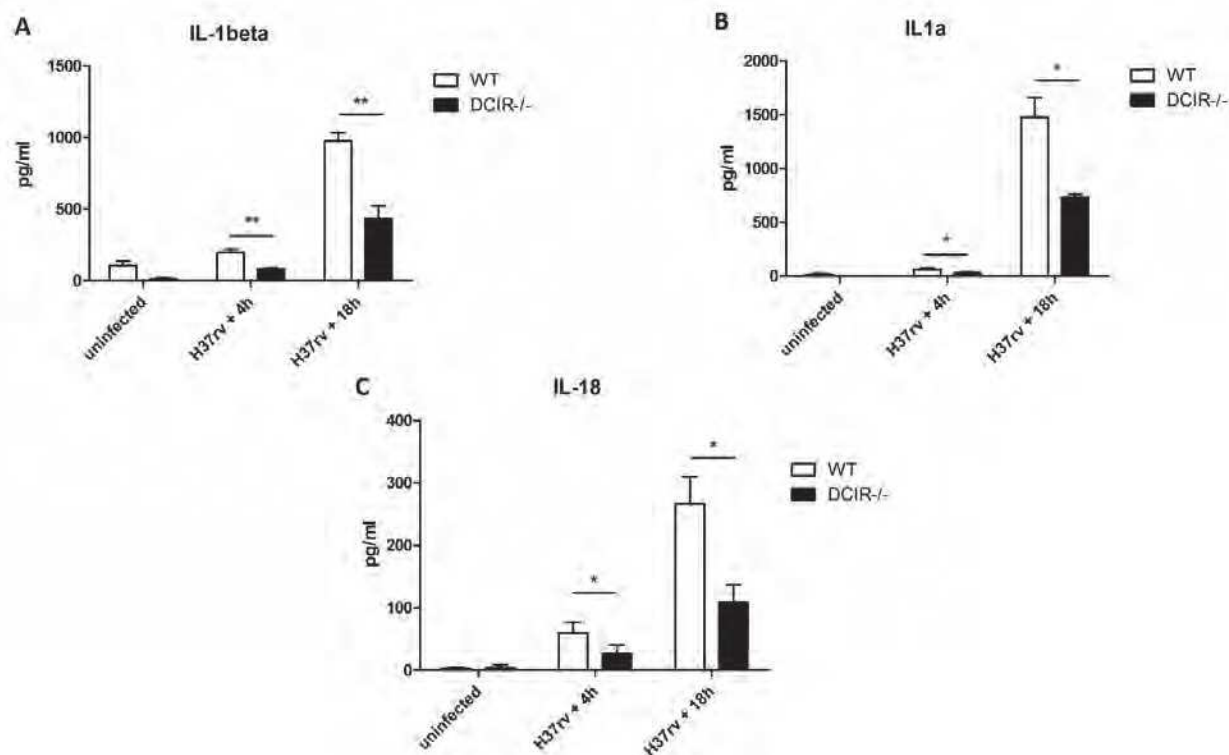 A
IL-1beta
1500
1000
500
0
pg/ml
**
**
WT
DCIR-/-
uninfected
H37rv + 4h
H37rv + 18h
B
IL1a
2000
1500
1000
500
0
pg/ml
*
*
WT
DCIR-/-
uninfected
H37rv + 4h
H37rv + 18h
C
IL-18
400
300
200
100
0
pg/ml
*
*
WT
DCIR-/-
uninfected
H37rv + 4h
H37rv + 18h